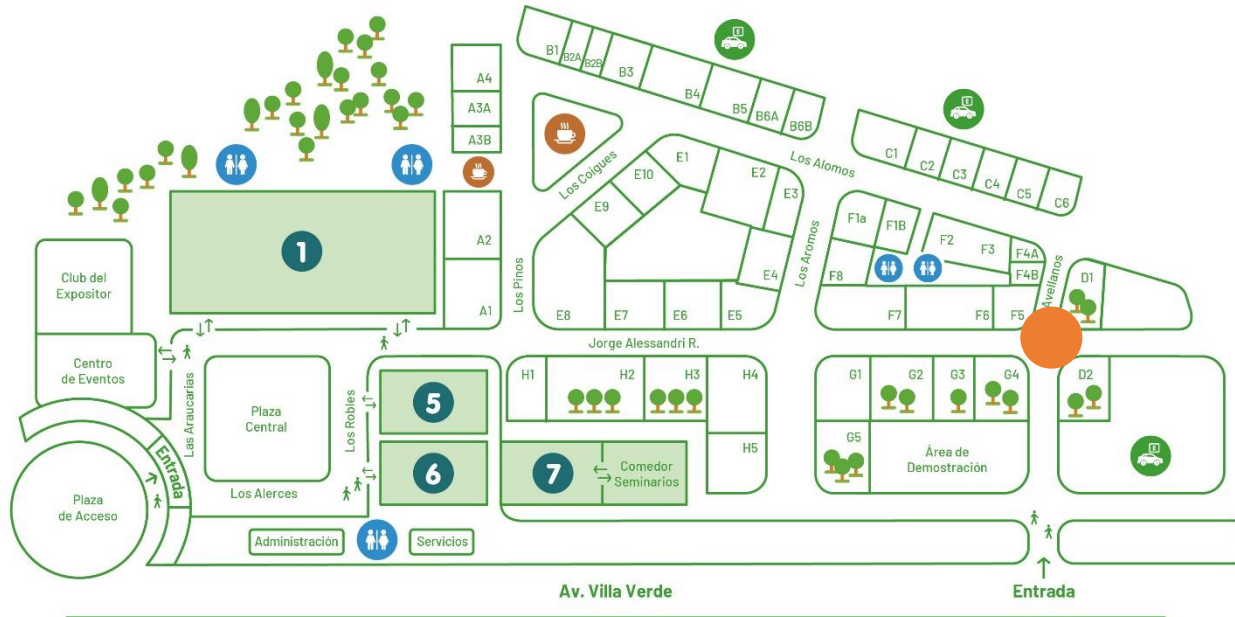 B1
B2A
B2B
B3
B4
B5
B6A
B6B
E
E
A4
A3A
A3B
A2
A1
C1
C2
C3
C4
C5
C6
Los Alomos
Los Coigues
E1
E2
E3
E4
E5
E6
E7
E8
E9
E10
Los Pinos
Los Aromos
F1a
F1B
F2
F3
F4A
F4B
F5
F6
F7
F8
Avellanos
D1
1
Club del
Expositor
Centro
de Eventos
Jorge Alessandri R.
Las Araucarias
Plaza
Central
Los Robles
Los Alerces
5
6
7
Comedor
Seminarios
H1
H2
H3
H4
H5
G1
G2
G3
G4
G5
Área de
Demostración
D2
E
Entrada
Plaza
de Acceso
Administración
Servicios
Av. Villa Verde
Entrada